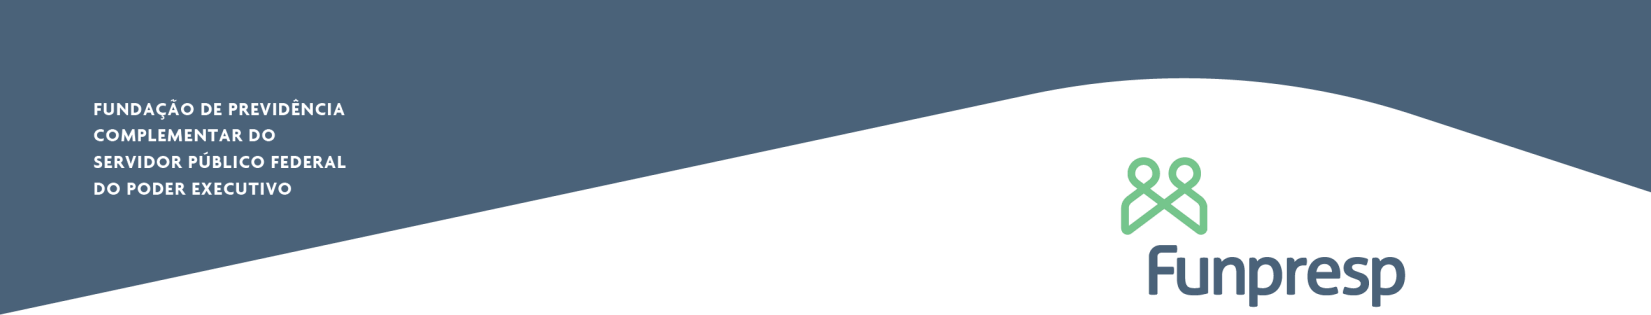 FUNDAÇÃO DE PREVIDÊNCIA
COMPLEMENTAR DO
SERVIDOR PÚBLICO FEDERAL
DO PODER EXECUTIVO
Funpresp